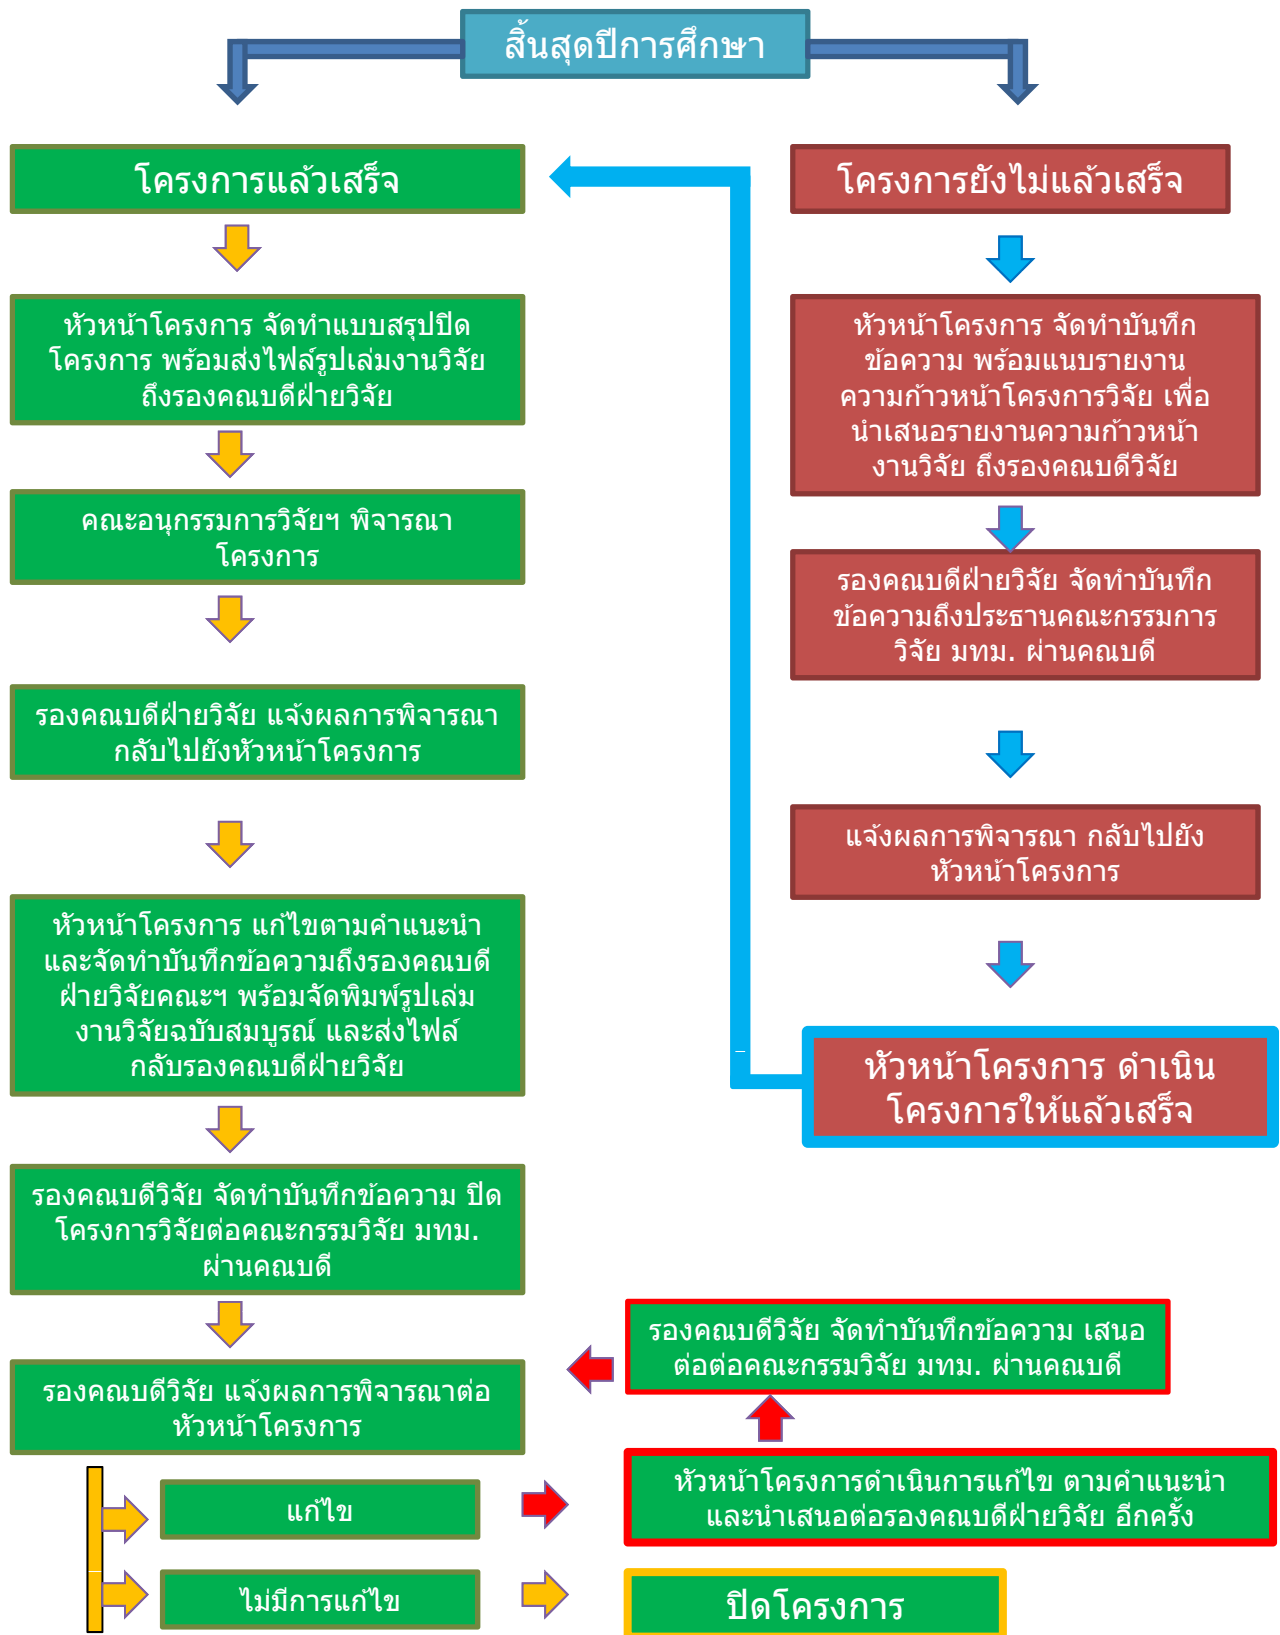 สิ้นสุดปีการศึกษา
โครงการแล้วเสร็จ
หัวหน้าโครงการ จัดทำแบบสรุปปิด
โครงการ พร้อมส่งไฟล์รูปเล่มงานวิจัย
ถึงรองคณบดีฝ่ายวิจัย
คณะอนุกรรมการวิจัยฯ พิจารณา
โครงการ
รองคณบดีฝ่ายวิจัย แจ้งผลการพิจารณา
กลับไปยังหัวหน้าโครงการ
หัวหน้าโครงการ แก้ไขตามคำแนะนำ
และจัดทำบันทึกข้อความถึงรองคณบดี
ฝ่ายวิจัยคณะฯ พร้อมจัดพิมพ์รูปเล่ม
งานวิจัยฉบับสมบูรณ์ และส่งไฟล์
กลับรองคณบดีฝ่ายวิจัย
รองคณบดีวิจัย จัดทำบันทึกข้อความ ปิด
โครงการวิจัยต่อคณะกรรมวิจัย มทม.
ผ่านคณบดี
รองคณบดีวิจัย แจ้งผลการพิจารณาต่อ
หัวหน้าโครงการ
แก้ไข
ไม่มีการแก้ไข
โครงการยังไม่แล้วเสร็จ
หัวหน้าโครงการ จัดทำบันทึก
ข้อความ พร้อมแนบรายงาน
ความก้าวหน้าโครงการวิจัย เพื่อ
นำเสนอรายงานความก้าวหน้า
งานวิจัย ถึงรองคณบดีวิจัย
รองคณบดีฝ่ายวิจัย จัดทำบันทึก
ข้อความถึงประธานคณะกรรมการ
วิจัย มทม. ผ่านคณบดี
แจ้งผลการพิจารณา กลับไปยัง
หัวหน้าโครงการ
หัวหน้าโครงการ ดำเนิน
โครงการให้แล้วเสร็จ
รองคณบดีวิจัย จัดทำบันทึกข้อความ เสนอ
ต่อต่อคณะกรรมวิจัย มทม. ผ่านคณบดี
หัวหน้าโครงการดำเนินการแก้ไข ตามคำแนะนำ
และนำเสนอต่อรองคณบดีฝ่ายวิจัย อีกครั้ง
ปิดโครงการ